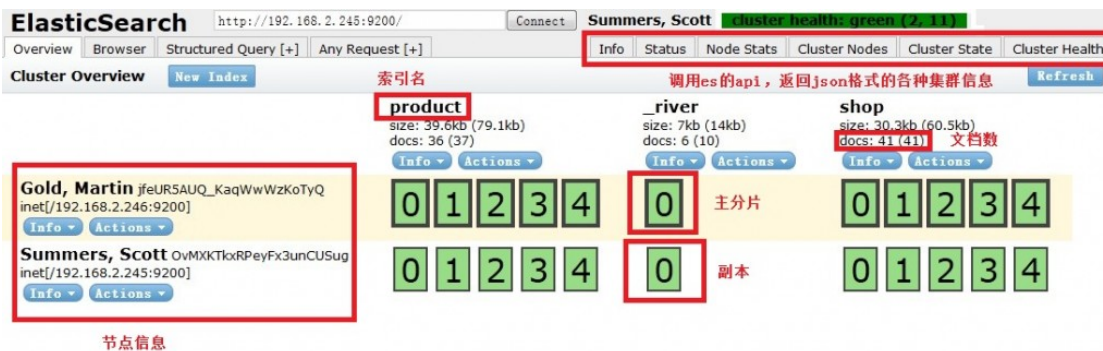 ElasticSearch http://192.168.2.245:9200/ Connect Summers, Scott cluster health: green (2, 11)
Overview Browser Structured Query [+] Any Request [+] Info Status Node Stats Cluster Nodes Cluster State Cluster Health
Cluster Overview New Index 索引名 调用es的api，返回json格式的各种集群信息 Refresh
product _river shop
size: 39.6kb (79.1kb) size: 7kb (14kb) size: 30.3kb (60.5kb)
docs: 36 (37) docs: 6 (10) docs: 41 (41) 文档数
Info Actions Info Actions Info Actions
Gold, Martin jfeUR5AUQ_KaqWwWzKoTyQ
inet[/192.168.2.246:9200]
Info Actions
0 1 2 3 4 0 主分片 0 1 2 3 4
Summers, Scott OvMXKTkxRPeyFx3unCUSug
inet[/192.168.2.245:9200]
Info Actions
0 1 2 3 4 0 副本 0 1 2 3 4
节点信息